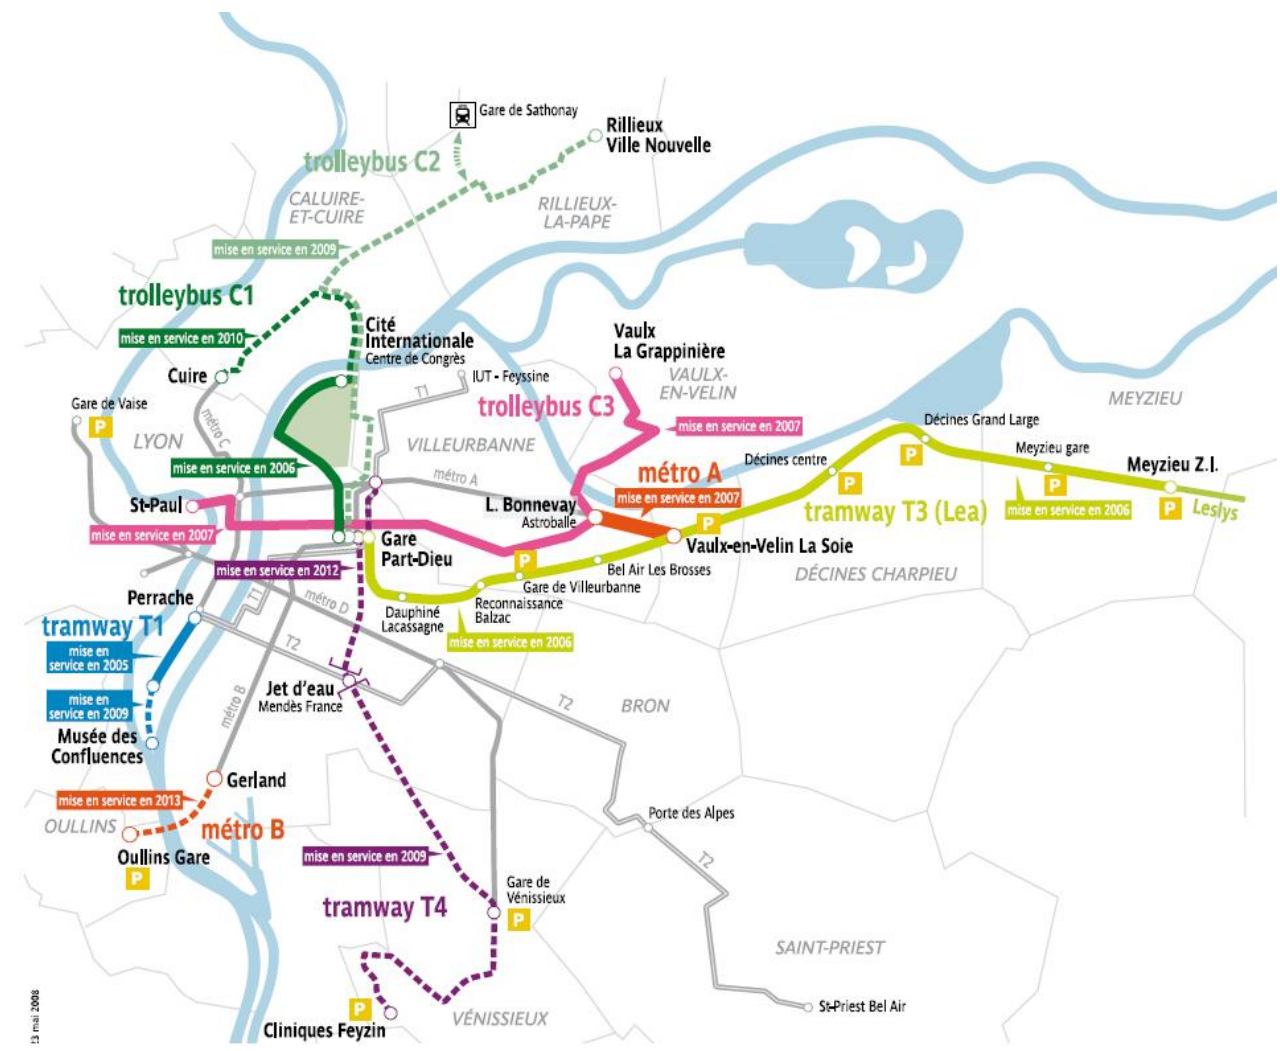 Gare de Sathonay
Rillieux
Ville Nouvelle
trolleybus C2
CALUIRE-
ET-CUIRE
RILLIEUX-
LA-PAPE
mise en service en 2009
trolleybus C1
mise en service en 2010
Cité
Internationale
Centre de Congrès
Vaulx
La Grappinière
Cuire
IUT - Feyssine
T1
VAULX-
EN-VELIN
MEYZIEU
Gare de Vaise
P
métro C
trolleybus C3
mise en service en 2007
Décines Grand Large
LYON
VILLEURBANNE
Meyzieu gare
P
Décines centre
P
mise en service en 2006
métro A
métro A
mise en service en 2007
Meyzieu Z.I.
P
P
St-Paul
L. Bonnevay
Astroballe
P
tramway T3 (Lea)
mise en service en 2006
Leslys
mise en service en 2007
Gare
Part-Dieu
Vaulx-en-Velin La Soie
P
mise en service en 2012
Bel Air Les Brosses
DÉCINES CHARPIEU
Gare de Villeurbanne
Perrache
T1
métro D
Dauphiné
Lacassagne
Reconnaissance
Balzac
tramway T1
mise en
service en 2005
T2
mise en service en 2006
Jet d'eau
Mendès France
mise en
service en 2009
métro B
T2
BRON
Musée des
Confluences
Gerland
mise en service en 2013
OULLINS
métro B
Porte des Alpes
Oullins Gare
P
mise en service en 2009
T2
Gare de
Vénissieux
P
tramway T4
SAINT-PRIEST
P
Cliniques Feyzin
VÉNISSIEUX
St-Priest Bel Air
23 mai 2008